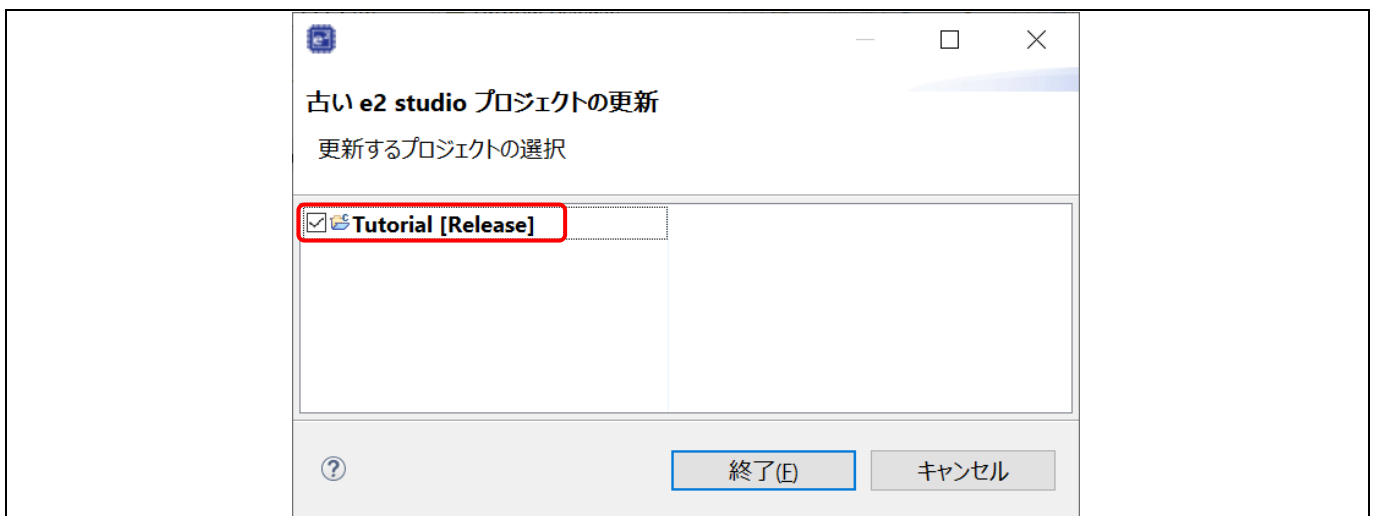 古い e2 studio プロジェクトの更新
更新するプロジェクトの選択
Tutorial [Release]
終了(F)
キャンセル